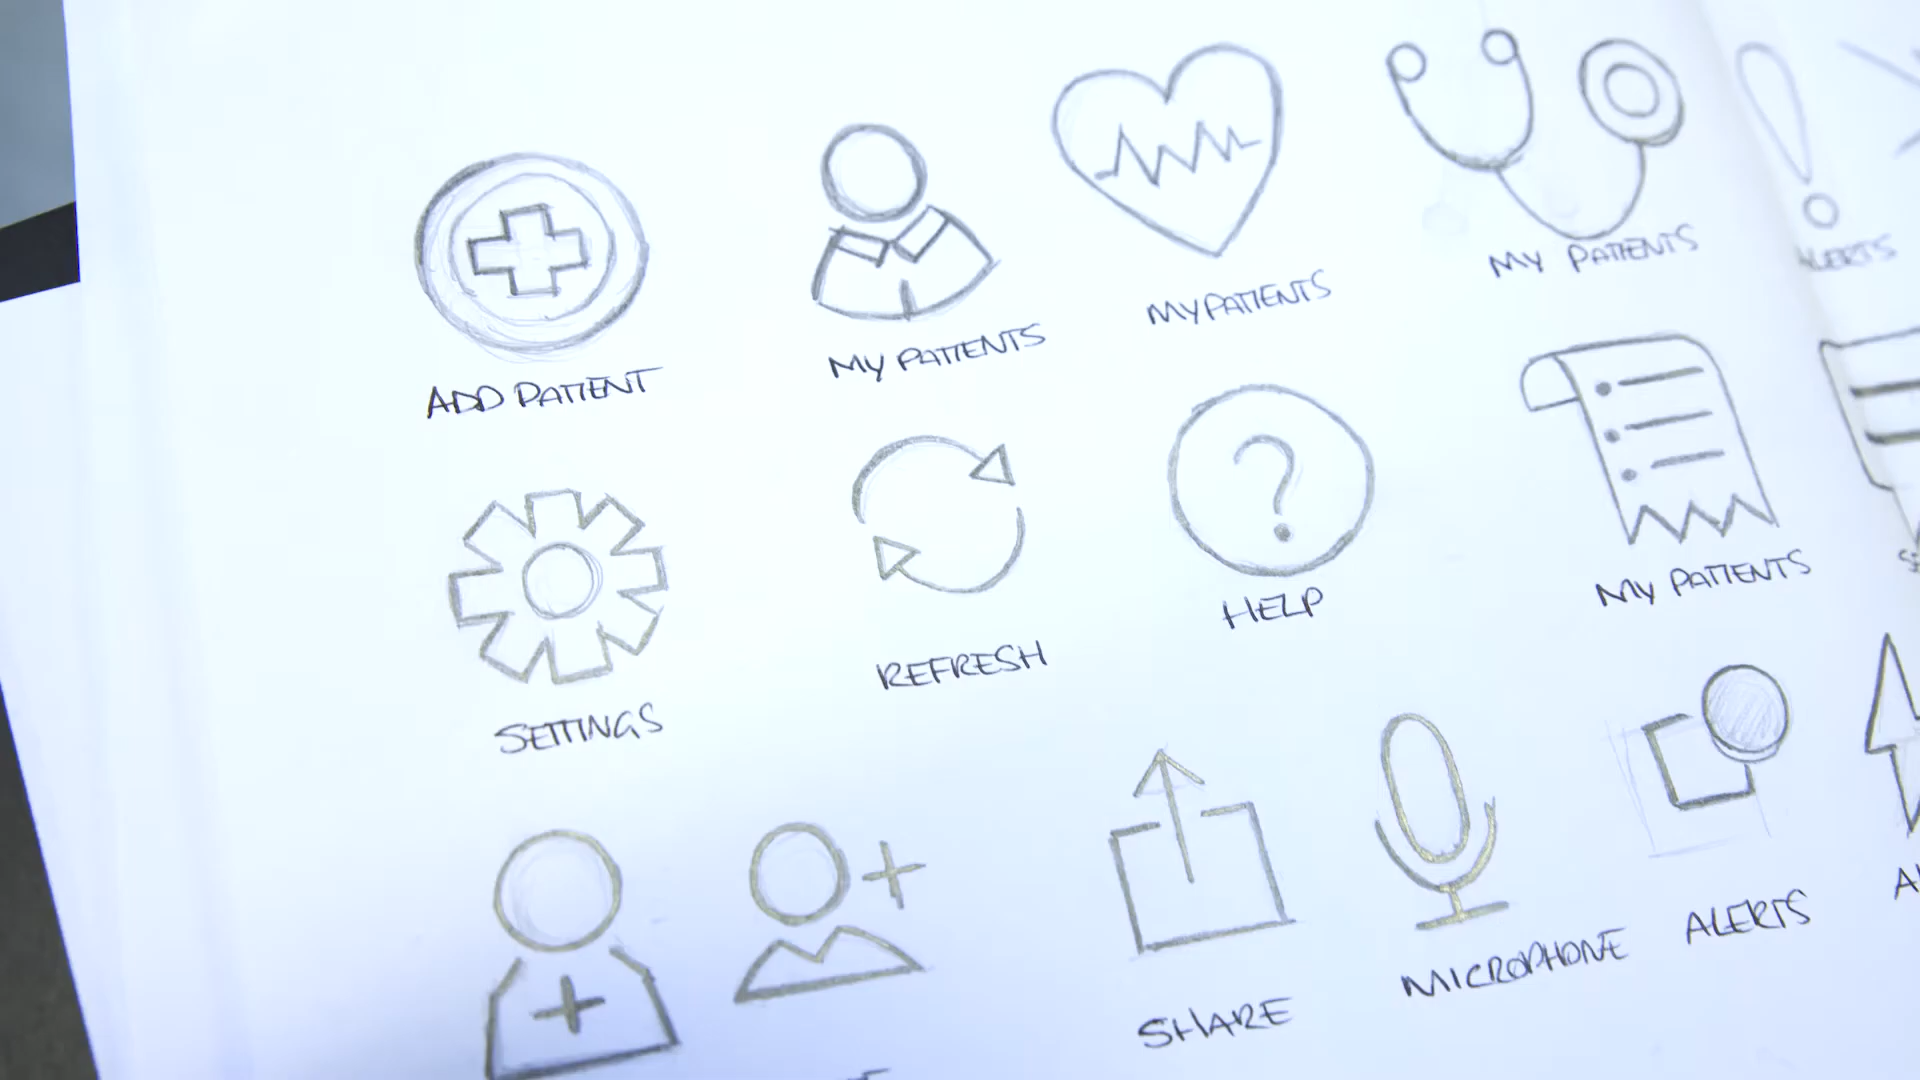 ADD PATIENT
MY PATIENTS
MY PATIENTS
MY PATIENTS
ALERTS
SETTINGS
REFRESH
HELP
MY PATIENTS
SHARE
MICROPHONE
ALERTS